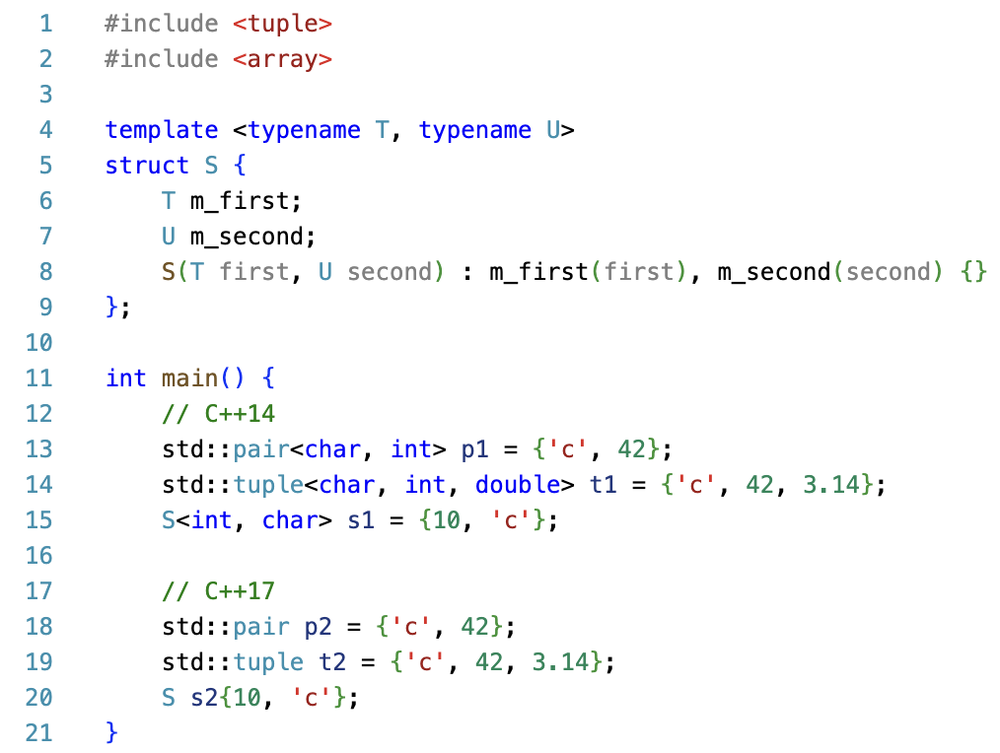 1 #include <tuple>
2 #include <array>
3
4 template <typename T, typename U>
5 struct S {
6     T m_first;
7     U m_second;
8     S(T first, U second) : m_first(first), m_second(second) {}
9 };
10
11 int main() {
12     // C++14
13     std::pair<char, int> p1 = {'c', 42};
14     std::tuple<char, int, double> t1 = {'c', 42, 3.14};
15     S<int, char> s1 = {10, 'c'};
16
17     // C++17
18     std::pair p2 = {'c', 42};
19     std::tuple t2 = {'c', 42, 3.14};
20     S s2{10, 'c'};
21 }